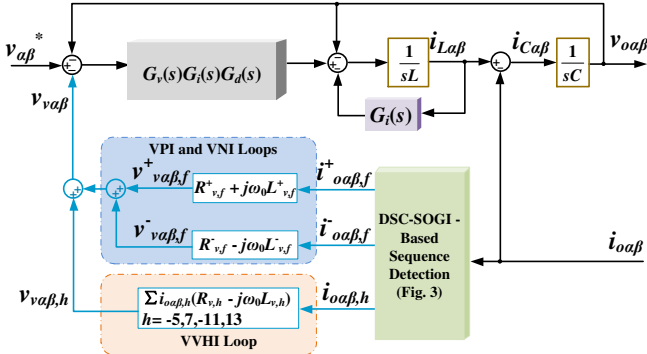 vαβ*
Gv(s)Gi(s)Gd(s)
1
sL
iLαβ
iCαβ
1
sC
voαβ
vvαβ
Gi(s)
VPI and VNI Loops
v+vαβ,f
R+v,f + jω0L+v,f
i+oαβ,f
v-vαβ,f
R-v,f - jω0L-v,f
i-oαβ,f
DSC-SOGI -
Based
Sequence
Detection
(Fig. 3)
ioαβ
vvαβ,h
∑ioαβ,h(Rv,h - jω0Lv,h)
h= -5,7,-11,13
ioαβ,h
VVHI Loop